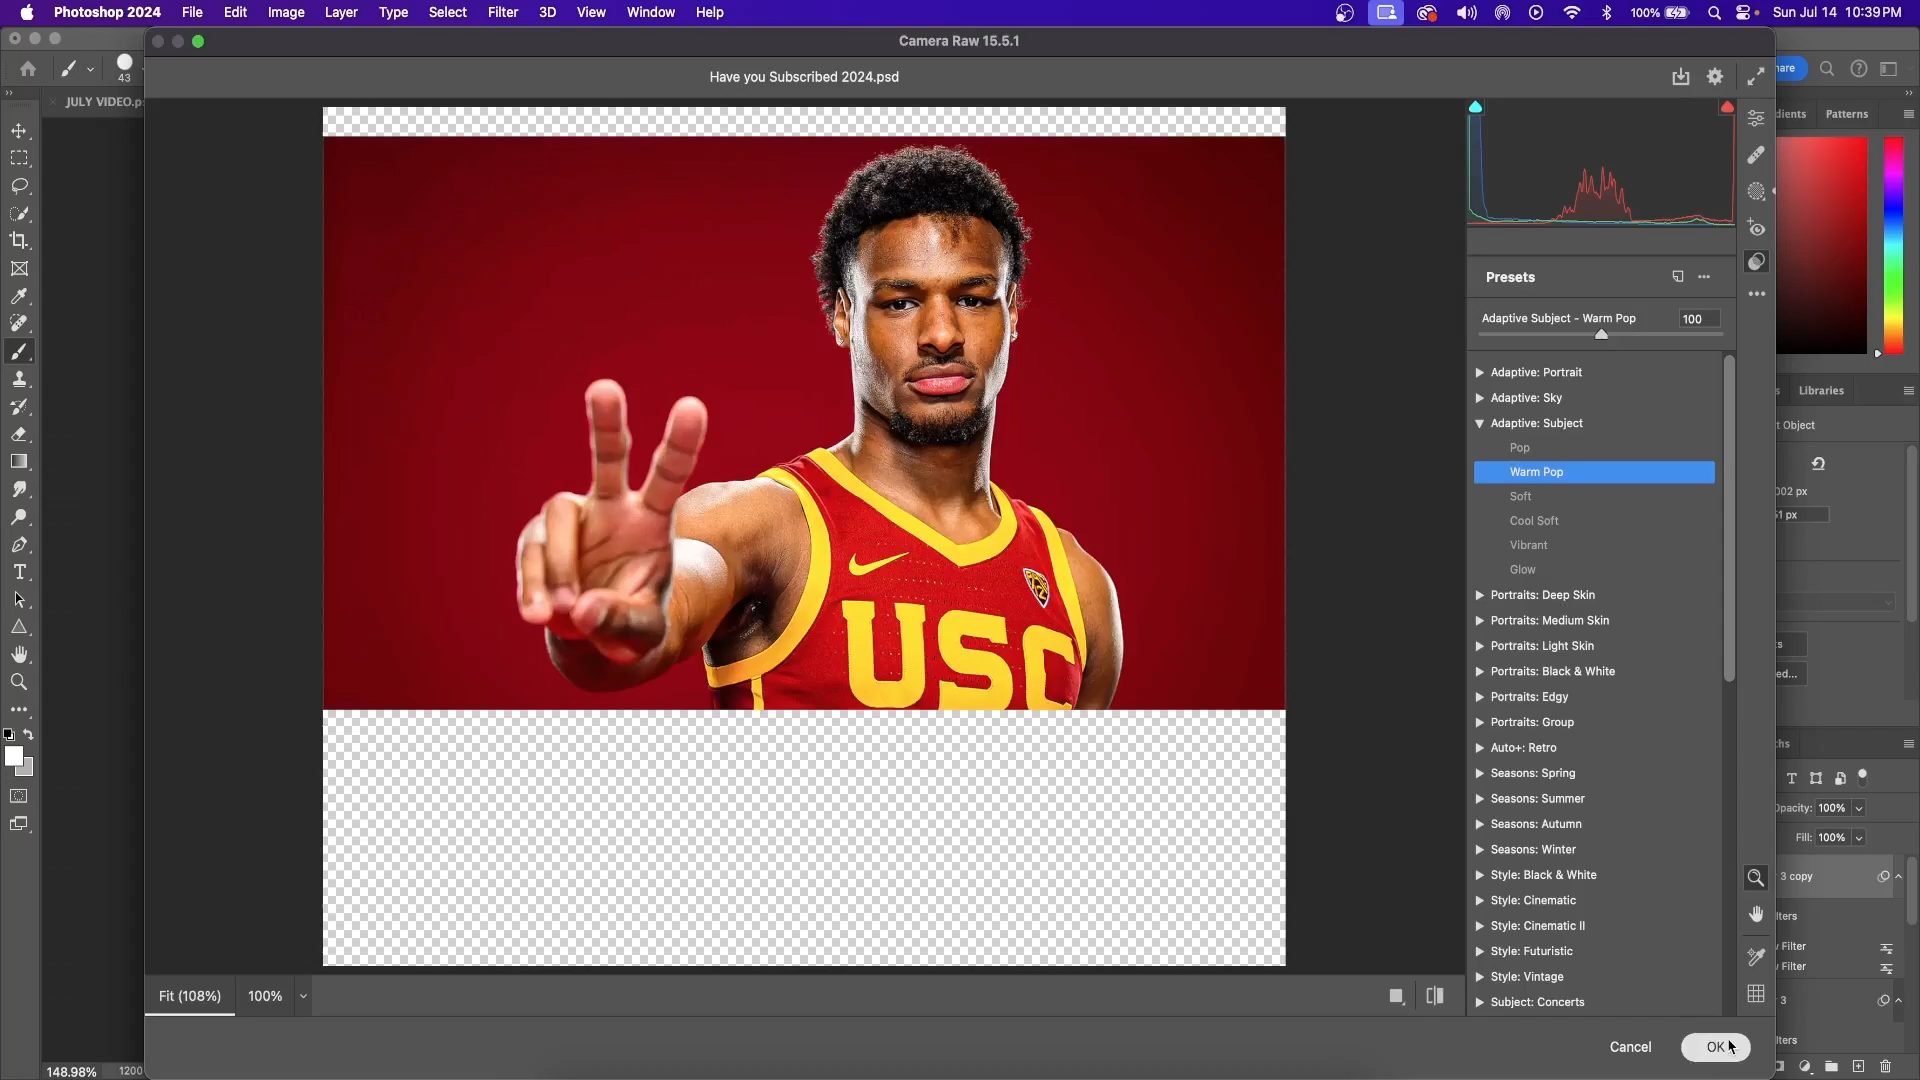 Photoshop 2024 File Edit Image Layer Type Select Filter 3D View Window Help 100% Sun Jul 14 10:39 PM
Camera Raw 15.5.1
43
Have you Subscribed 2024.psd
JULY VIDEO.ps
Patterns
Presets
Adaptive Subject - Warm Pop 100
Adaptive: Portrait
Adaptive: Sky
Adaptive: Subject
Pop
Warm Pop
Soft
Cool Soft
Vibrant
Glow
Portraits: Deep Skin
Portraits: Medium Skin
Portraits: Light Skin
Portraits: Black & White
Portraits: Edgy
Portraits: Group
Auto+: Retro
Seasons: Spring
Seasons: Summer
Seasons: Autumn
Seasons: Winter
Style: Black & White
Style: Cinematic
Style: Cinematic II
Style: Futuristic
Style: Vintage
Subject: Concerts
USC
Libraries
t Object
002 px
51 px
Opacity: 100%
Fill: 100%
3 copy
lters
v Filter
v Filter
3
lters
Fit (108%) 100%
Cancel OK
148.98% 1200